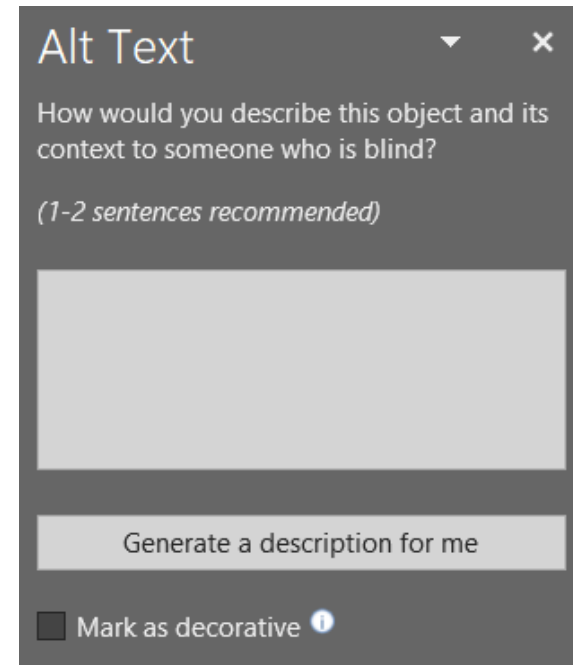 Alt Text
How would you describe this object and its
context to someone who is blind?
(1-2 sentences recommended)
Generate a description for me
Mark as decorative